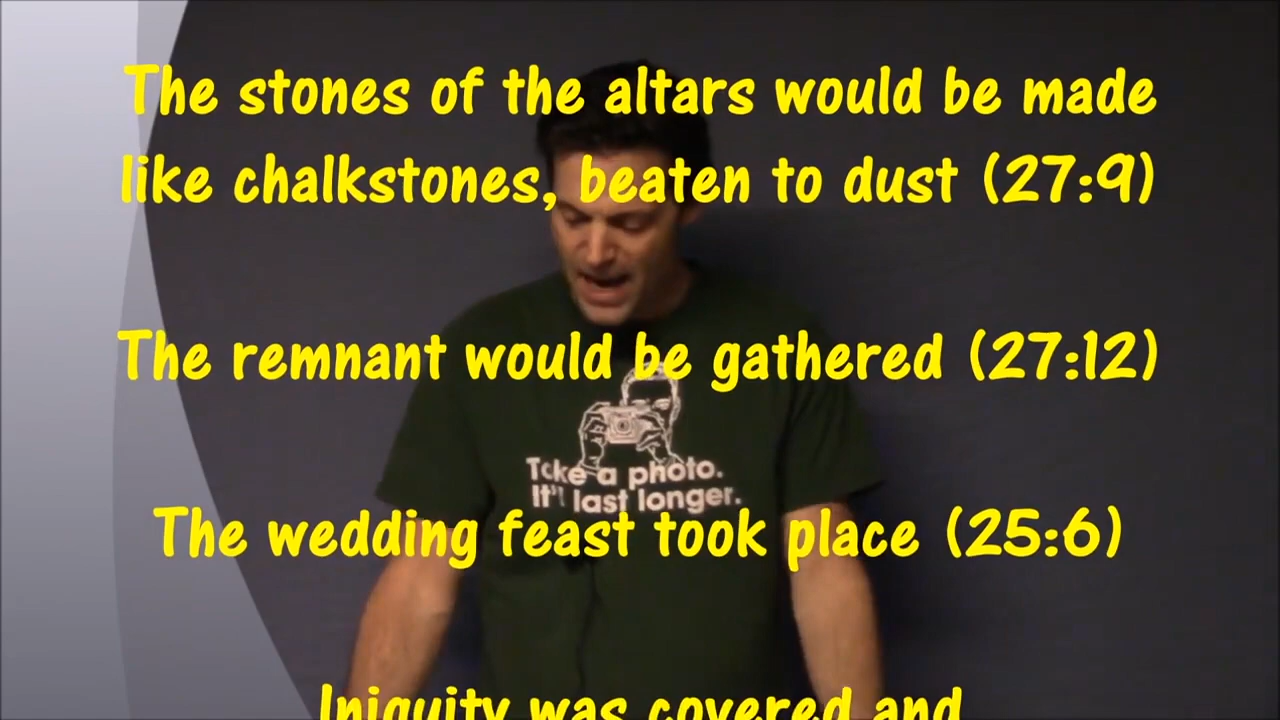 The stones of the altars would be made
like chalkstones, beaten to dust (27:9)
The remnant would be gathered (27:12)
Take a photo.
It'l last longer.
The wedding feast took place (25:6)
Iniquity was covered and